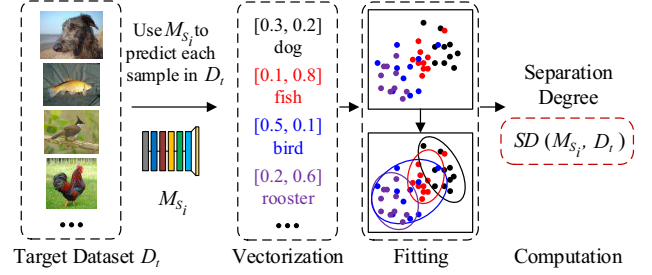 Use M_{S_i} to
predict each
sample in D_t
M_{S_i}
•••
Target Dataset D_t
[0.3, 0.2]
dog
[0.1, 0.8]
fish
[0.5, 0.1]
bird
[0.2, 0.6]
rooster
•••
Vectorization
Fitting
Separation
Degree
SD (M_{S_i}, D_t)
Computation